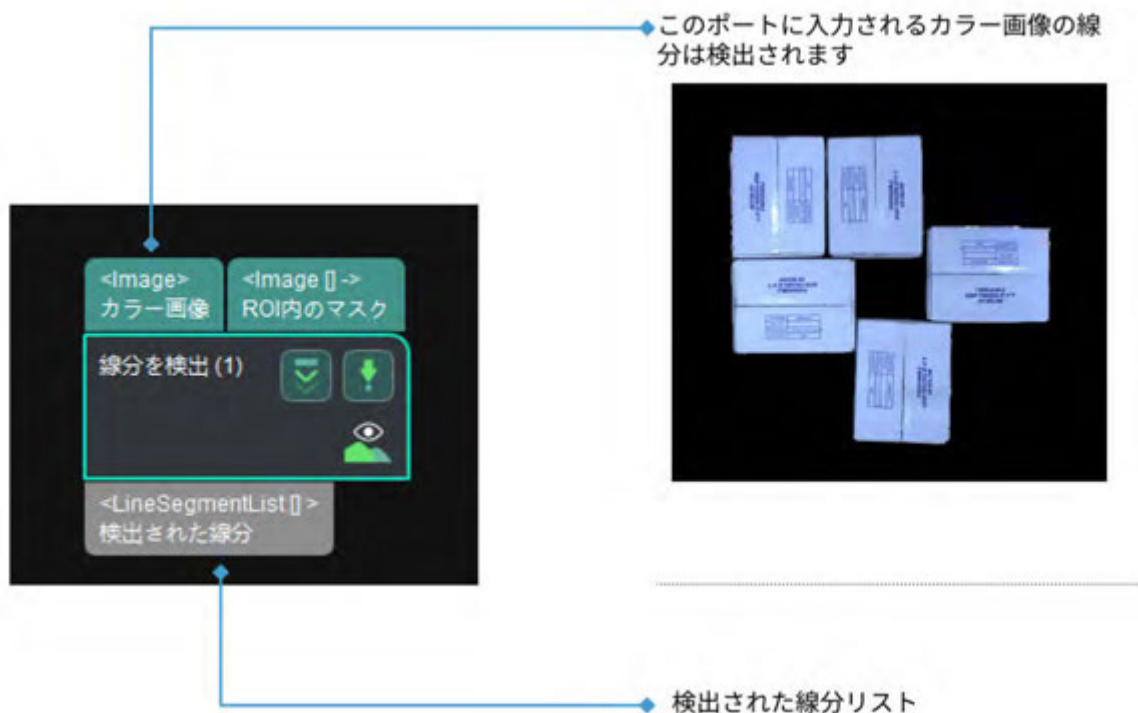 このポートに入力されるカラー画像の線
分は検出されます
<Image>
カラー画像
<Image [] ->
ROI内のマスク
線分を検出 (1)
<LineSegmentList [] >
検出された線分
検出された線分リスト